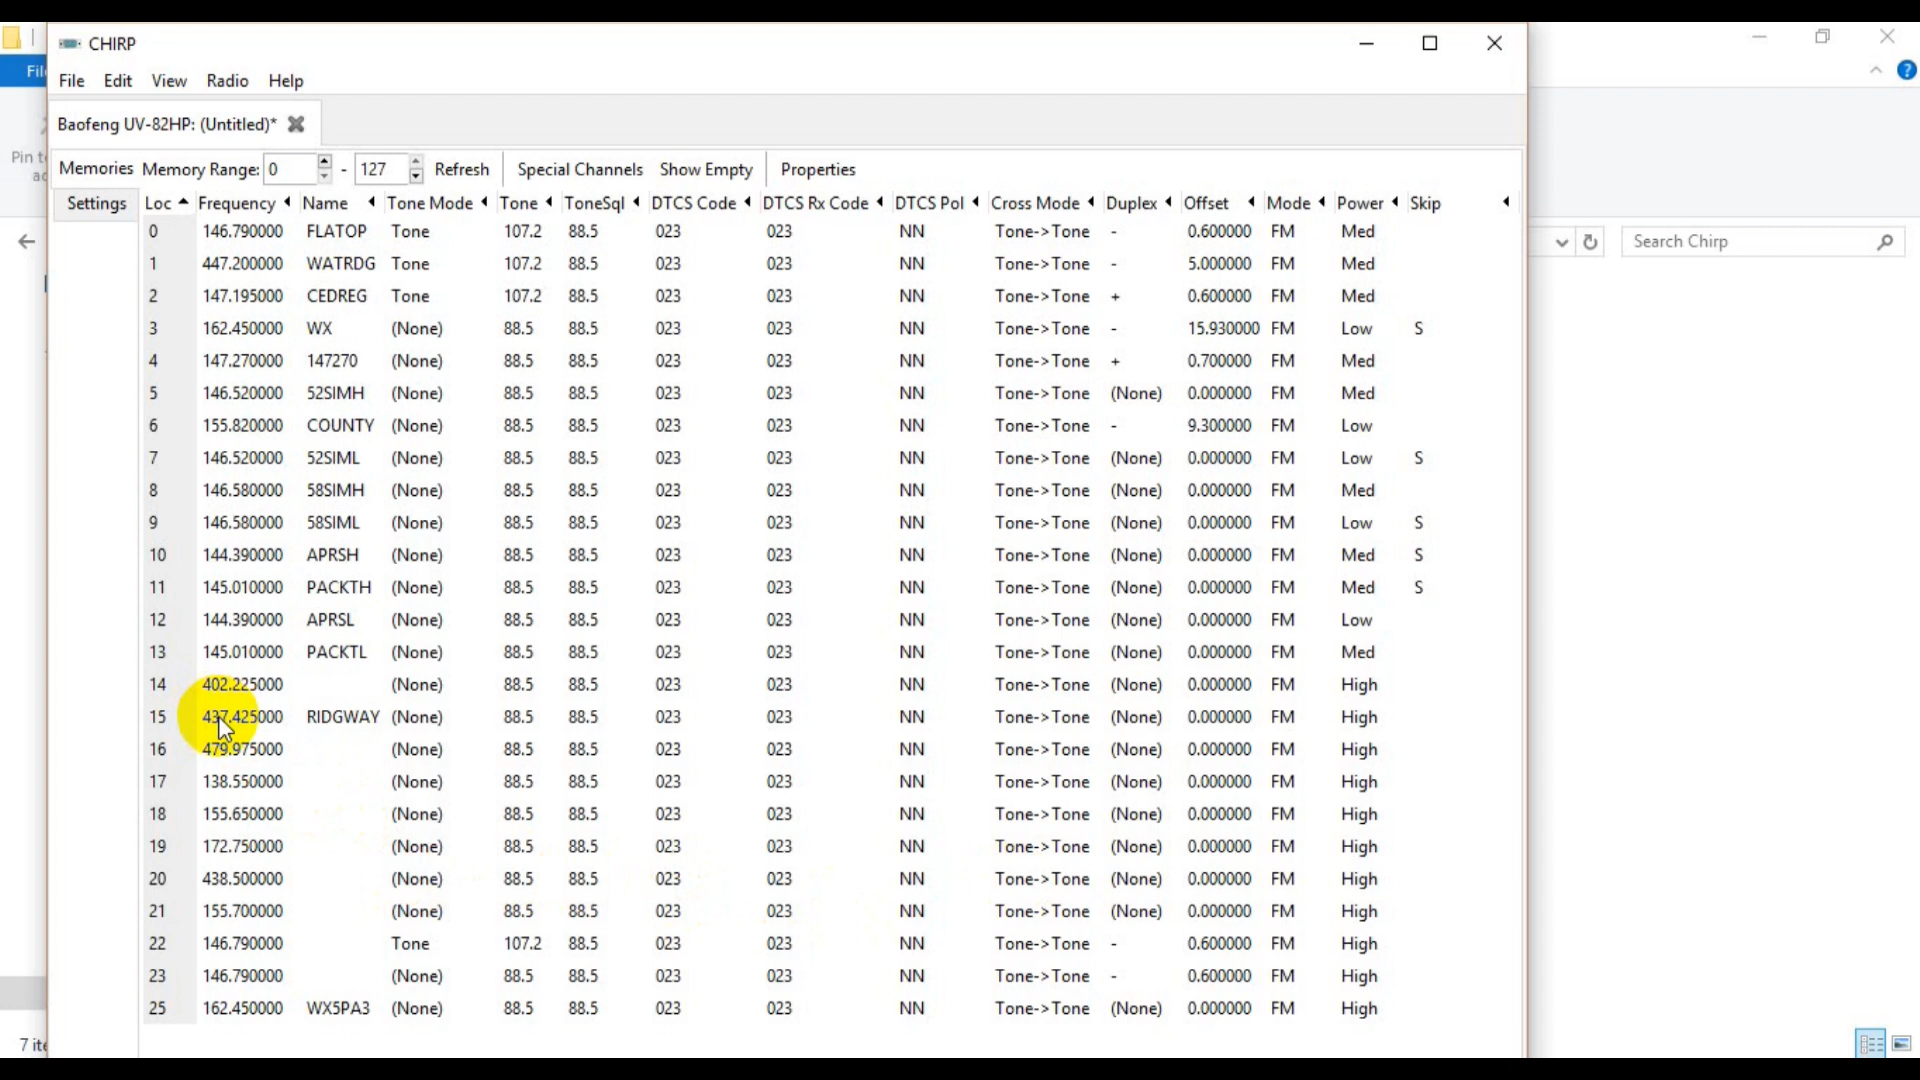 CHIRP
File Edit View Radio Help
Baofeng UV-82HP: (Untitled)*
Memories Memory Range: 0 - 127 Refresh Special Channels Show Empty Properties
Settings Loc Frequency Name Tone Mode Tone ToneSql DTCS Code DTCS Rx Code DTCS Pol Cross Mode Duplex Offset Mode Power Skip
0 146.790000 FLATOP Tone 107.2 88.5 023 023 NN Tone->Tone - 0.600000 FM Med
1 447.200000 WATRDG Tone 107.2 88.5 023 023 NN Tone->Tone - 5.000000 FM Med
2 147.195000 CEDREG Tone 107.2 88.5 023 023 NN Tone->Tone + 0.600000 FM Med
3 162.450000 WX (None) 88.5 88.5 023 023 NN Tone->Tone - 15.930000 FM Low S
4 147.270000 147270 (None) 88.5 88.5 023 023 NN Tone->Tone + 0.700000 FM Med
5 146.520000 52SIMH (None) 88.5 88.5 023 023 NN Tone->Tone (None) 0.000000 FM Med
6 155.820000 COUNTY (None) 88.5 88.5 023 023 NN Tone->Tone - 9.300000 FM Low
7 146.520000 52SIML (None) 88.5 88.5 023 023 NN Tone->Tone (None) 0.000000 FM Low S
8 146.580000 58SIMH (None) 88.5 88.5 023 023 NN Tone->Tone (None) 0.000000 FM Med
9 146.580000 58SIML (None) 88.5 88.5 023 023 NN Tone->Tone (None) 0.000000 FM Low S
10 144.390000 APRSH (None) 88.5 88.5 023 023 NN Tone->Tone (None) 0.000000 FM Med S
11 145.010000 PACKTH (None) 88.5 88.5 023 023 NN Tone->Tone (None) 0.000000 FM Med S
12 144.390000 APRSL (None) 88.5 88.5 023 023 NN Tone->Tone (None) 0.000000 FM Low
13 145.010000 PACKTL (None) 88.5 88.5 023 023 NN Tone->Tone (None) 0.000000 FM Med
14 402.225000 (None) 88.5 88.5 023 023 NN Tone->Tone (None) 0.000000 FM High
15 437.425000 RIDGWAY (None) 88.5 88.5 023 023 NN Tone->Tone (None) 0.000000 FM High
16 479.975000 (None) 88.5 88.5 023 023 NN Tone->Tone (None) 0.000000 FM High
17 138.550000 (None) 88.5 88.5 023 023 NN Tone->Tone (None) 0.000000 FM High
18 155.650000 (None) 88.5 88.5 023 023 NN Tone->Tone (None) 0.000000 FM High
19 172.750000 (None) 88.5 88.5 023 023 NN Tone->Tone (None) 0.000000 FM High
20 438.500000 (None) 88.5 88.5 023 023 NN Tone->Tone (None) 0.000000 FM High
21 155.700000 (None) 88.5 88.5 023 023 NN Tone->Tone (None) 0.000000 FM High
22 146.790000 Tone 107.2 88.5 023 023 NN Tone->Tone - 0.600000 FM High
23 146.790000 (None) 88.5 88.5 023 023 NN Tone->Tone - 0.600000 FM High
25 162.450000 WX5PA3 (None) 88.5 88.5 023 023 NN Tone->Tone (None) 0.000000 FM High
Search Chirp
Pin
7